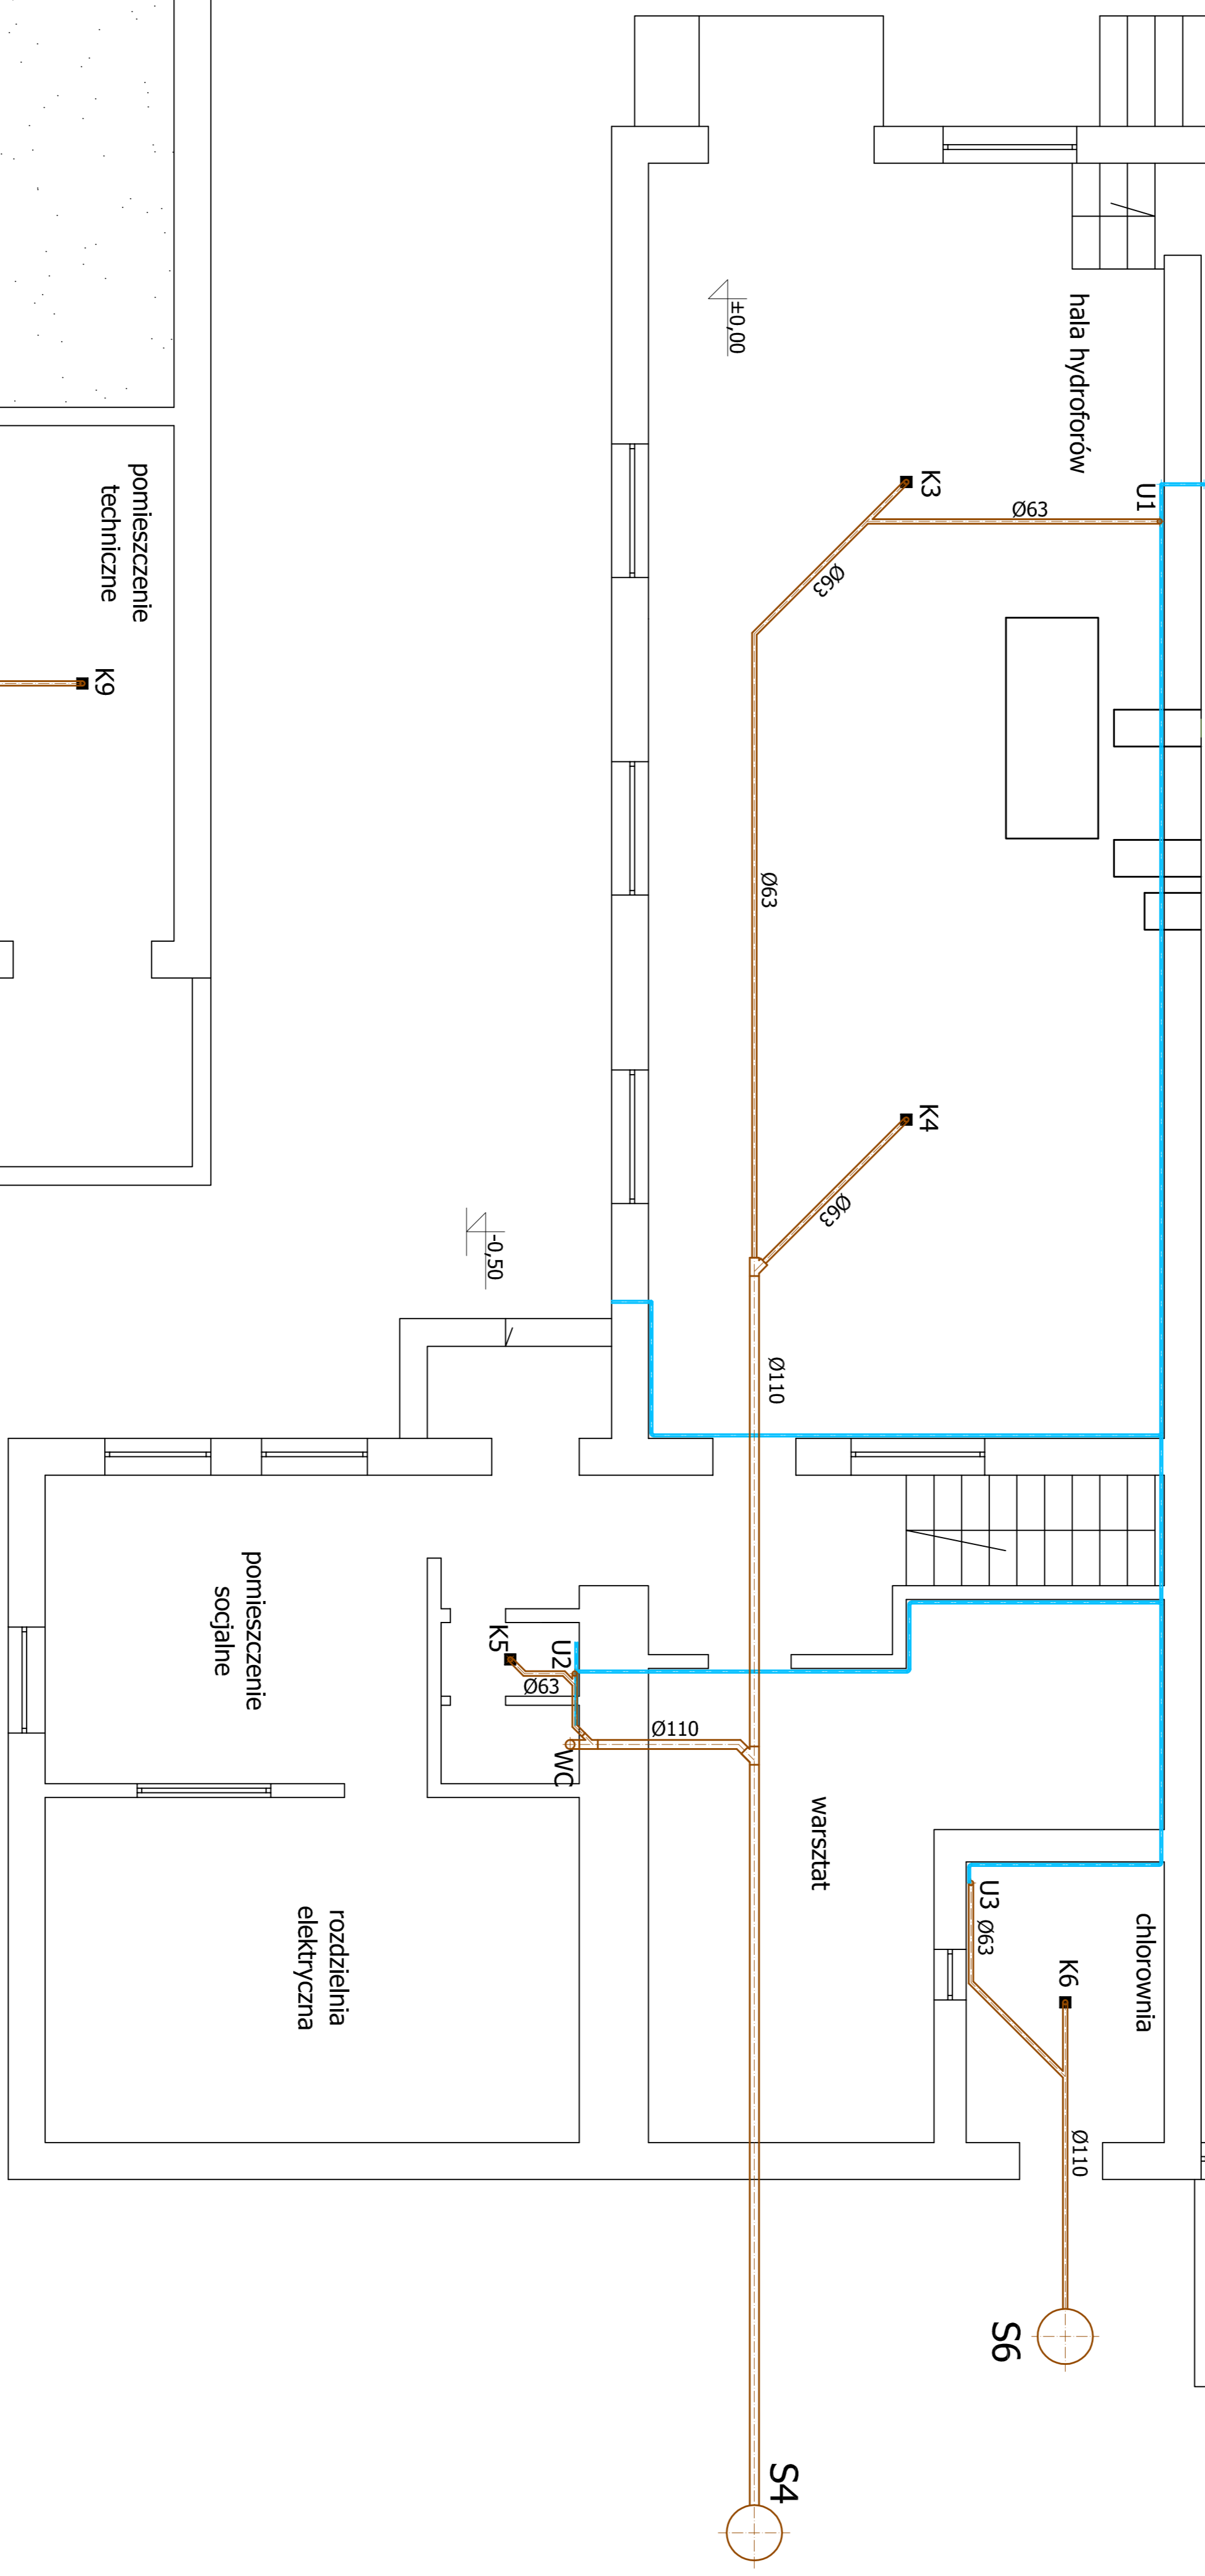 hala hydroforów
±0,00
U1
K3
Ø63
Ø63
pomieszczenie
techniczne
K9
Ø63
K4
Ø63
-0,50
Ø110
pomieszczenie
socjalne
K5
U2
Ø63
Ø110
WC
warsztat
rozdzielnia
elektryczna
chlorownia
U3
Ø63
K6
Ø110
S6
S4